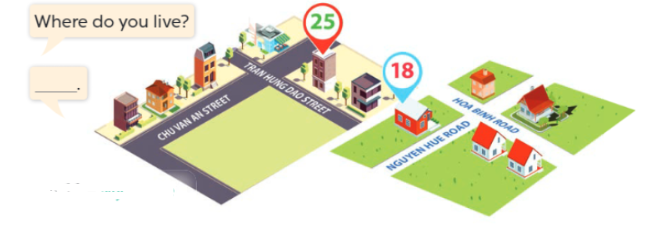 Where do you live?
25
18
TRAN HUNG DAO STREET
CHU VAN AN STREET
HOA BINH ROAD
NGUYEN HUE ROAD
_____.